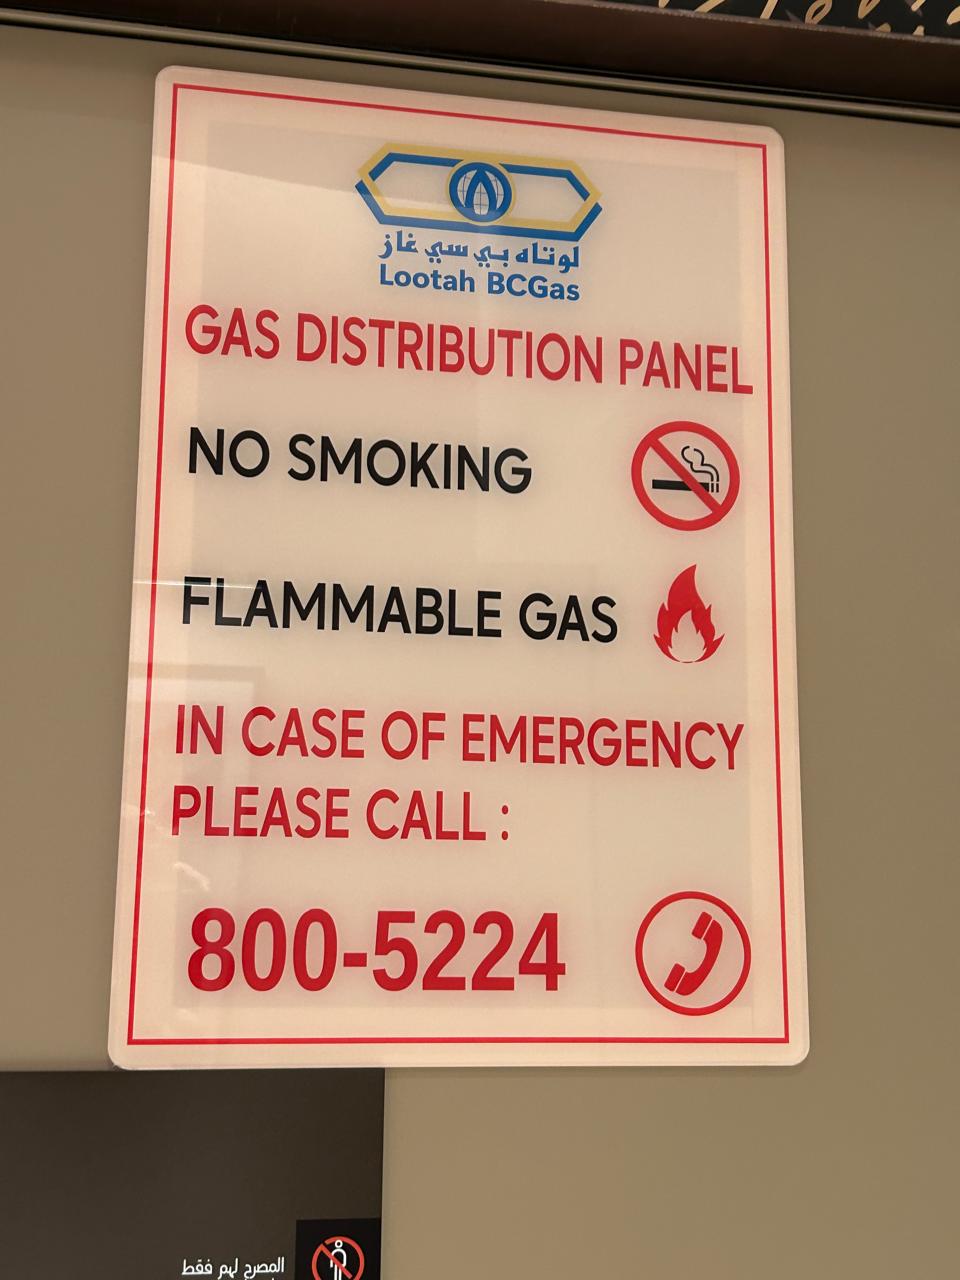 لوتاه بي سي غاز
Lootah BCGas
GAS DISTRIBUTION PANEL
NO SMOKING
FLAMMABLE GAS
IN CASE OF EMERGENCY
PLEASE CALL :
800-5224
المصرح لهم فقط